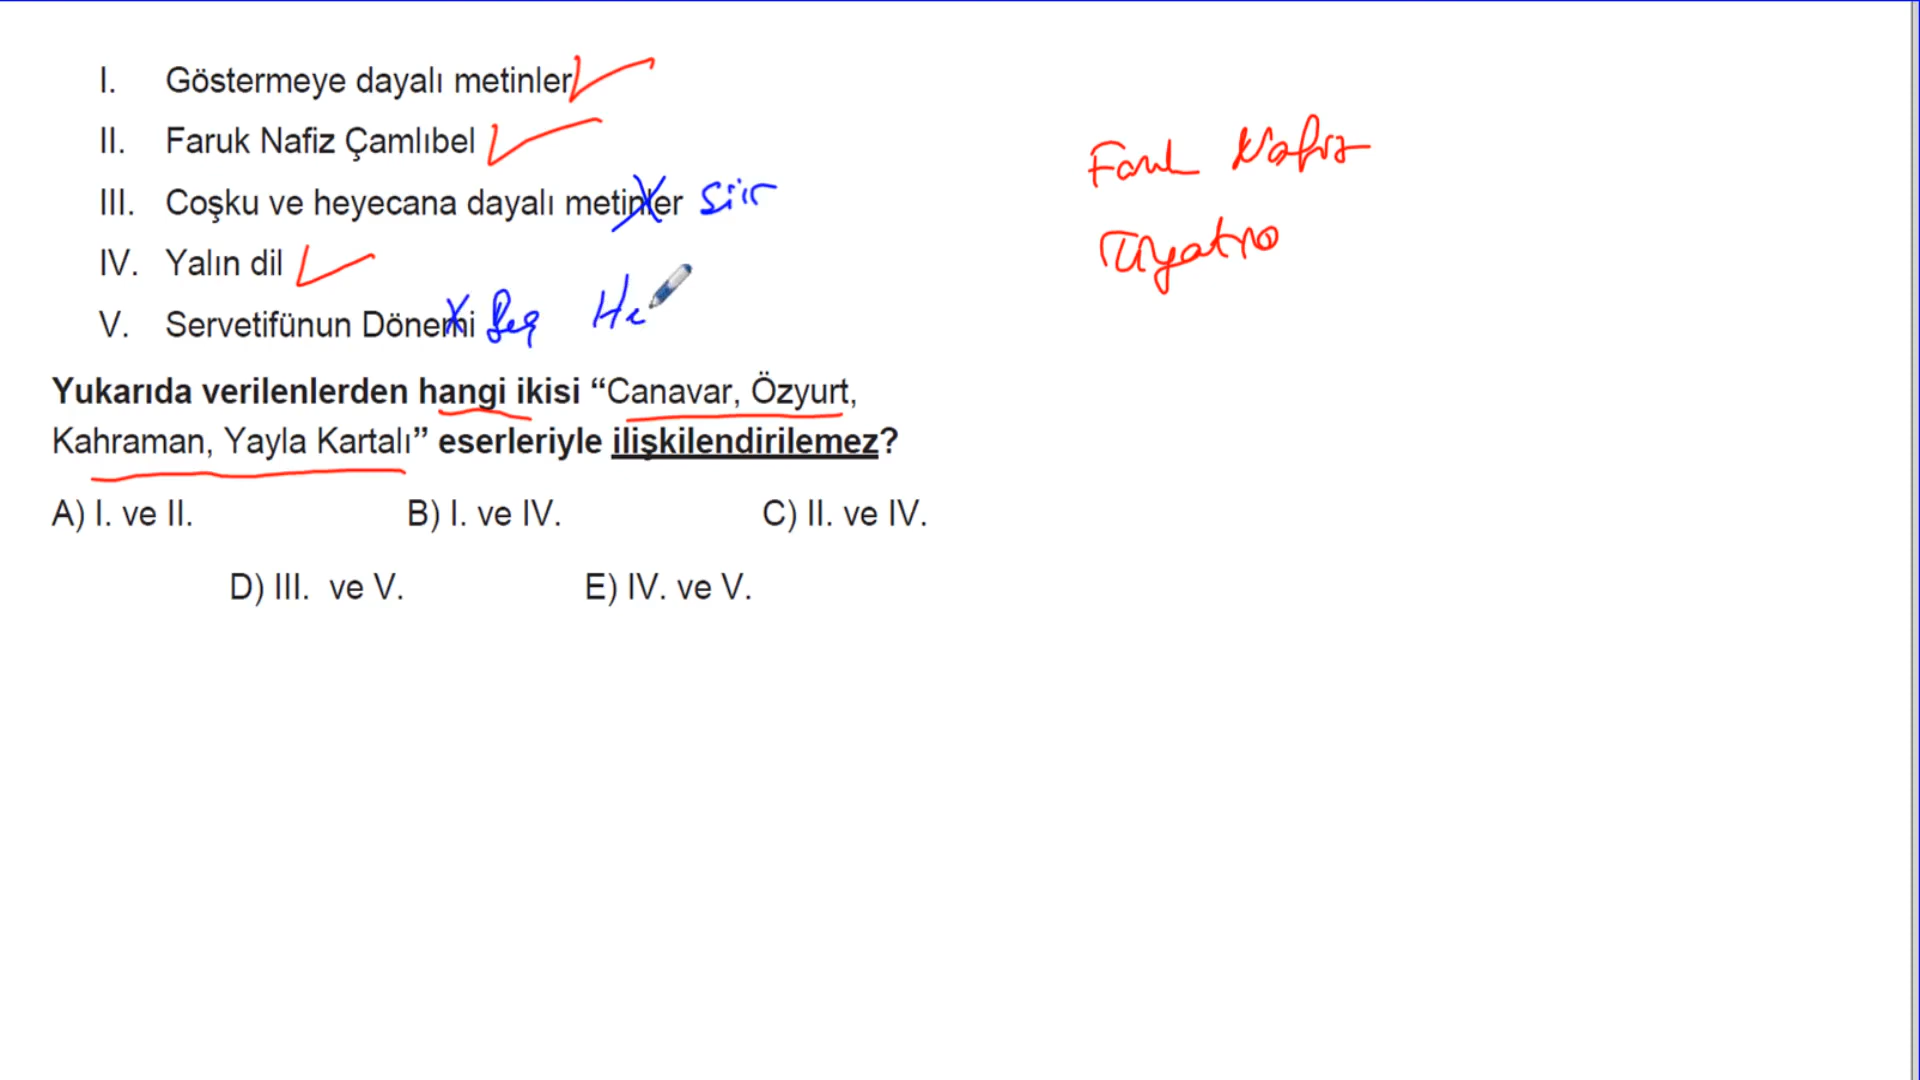 I. Göstermeye dayalı metinler
II. Faruk Nafiz Çamlıbel
III. Coşku ve heyecana dayalı metinler şiir
IV. Yalın dil
V. Servetifünun Dönemi Beş He
Yukarıda verilenlerden hangi ikisi “Canavar, Özyurt,
Kahraman, Yayla Kartalı” eserleriyle ilişkilendirilemez?
A) I. ve II. B) I. ve IV. C) II. ve IV.
D) III. ve V. E) IV. ve V.
Faruk Nafiz
Tiyatro